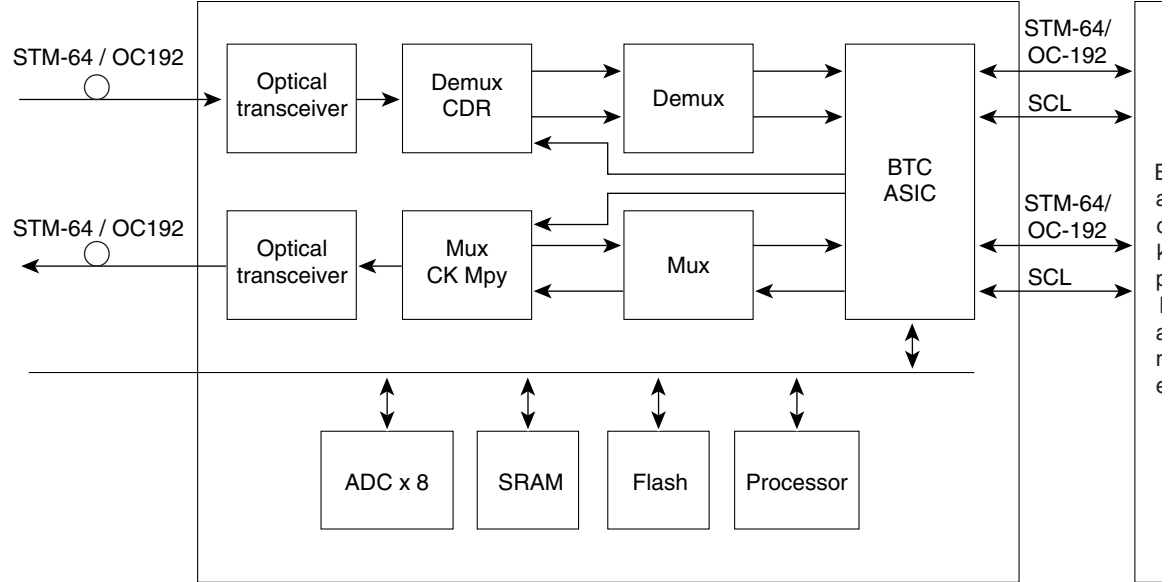 STM-64 / OC192
Optical
transceiver
Demux
CDR
Demux
BTC
ASIC
STM-64/
OC-192
SCL
STM-64 / OC192
Optical
transceiver
Mux
CK Mpy
Mux
STM-64/
OC-192
SCL
ADC x 8
SRAM
Flash
Processor